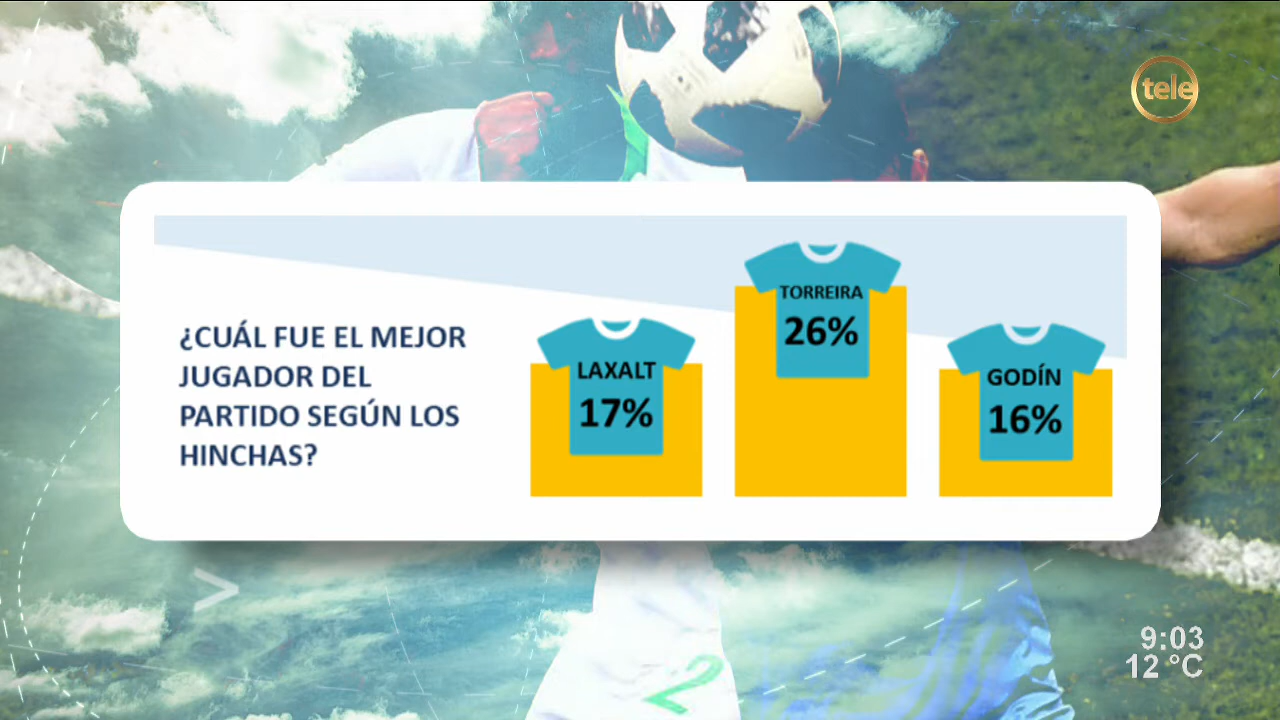 tele
¿CUÁL FUE EL MEJOR
JUGADOR DEL
PARTIDO SEGÚN LOS
HINCHAS?
LAXALT
17%
TORREIRA
26%
GODÍN
16%
2
9:03
12 °C